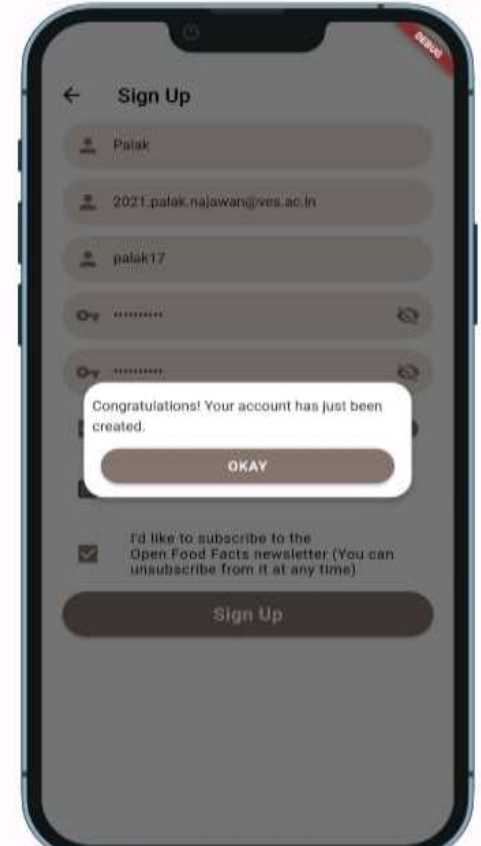 DEBUG
Sign Up
Palak
2021.palak.najawan@ves.ac.in
palak17
••••••••••
••••••••••
Congratulations! Your account has just been
created.
OKAY
I'd like to subscribe to the
Open Food Facts newsletter (You can
unsubscribe from it at any time)
Sign Up